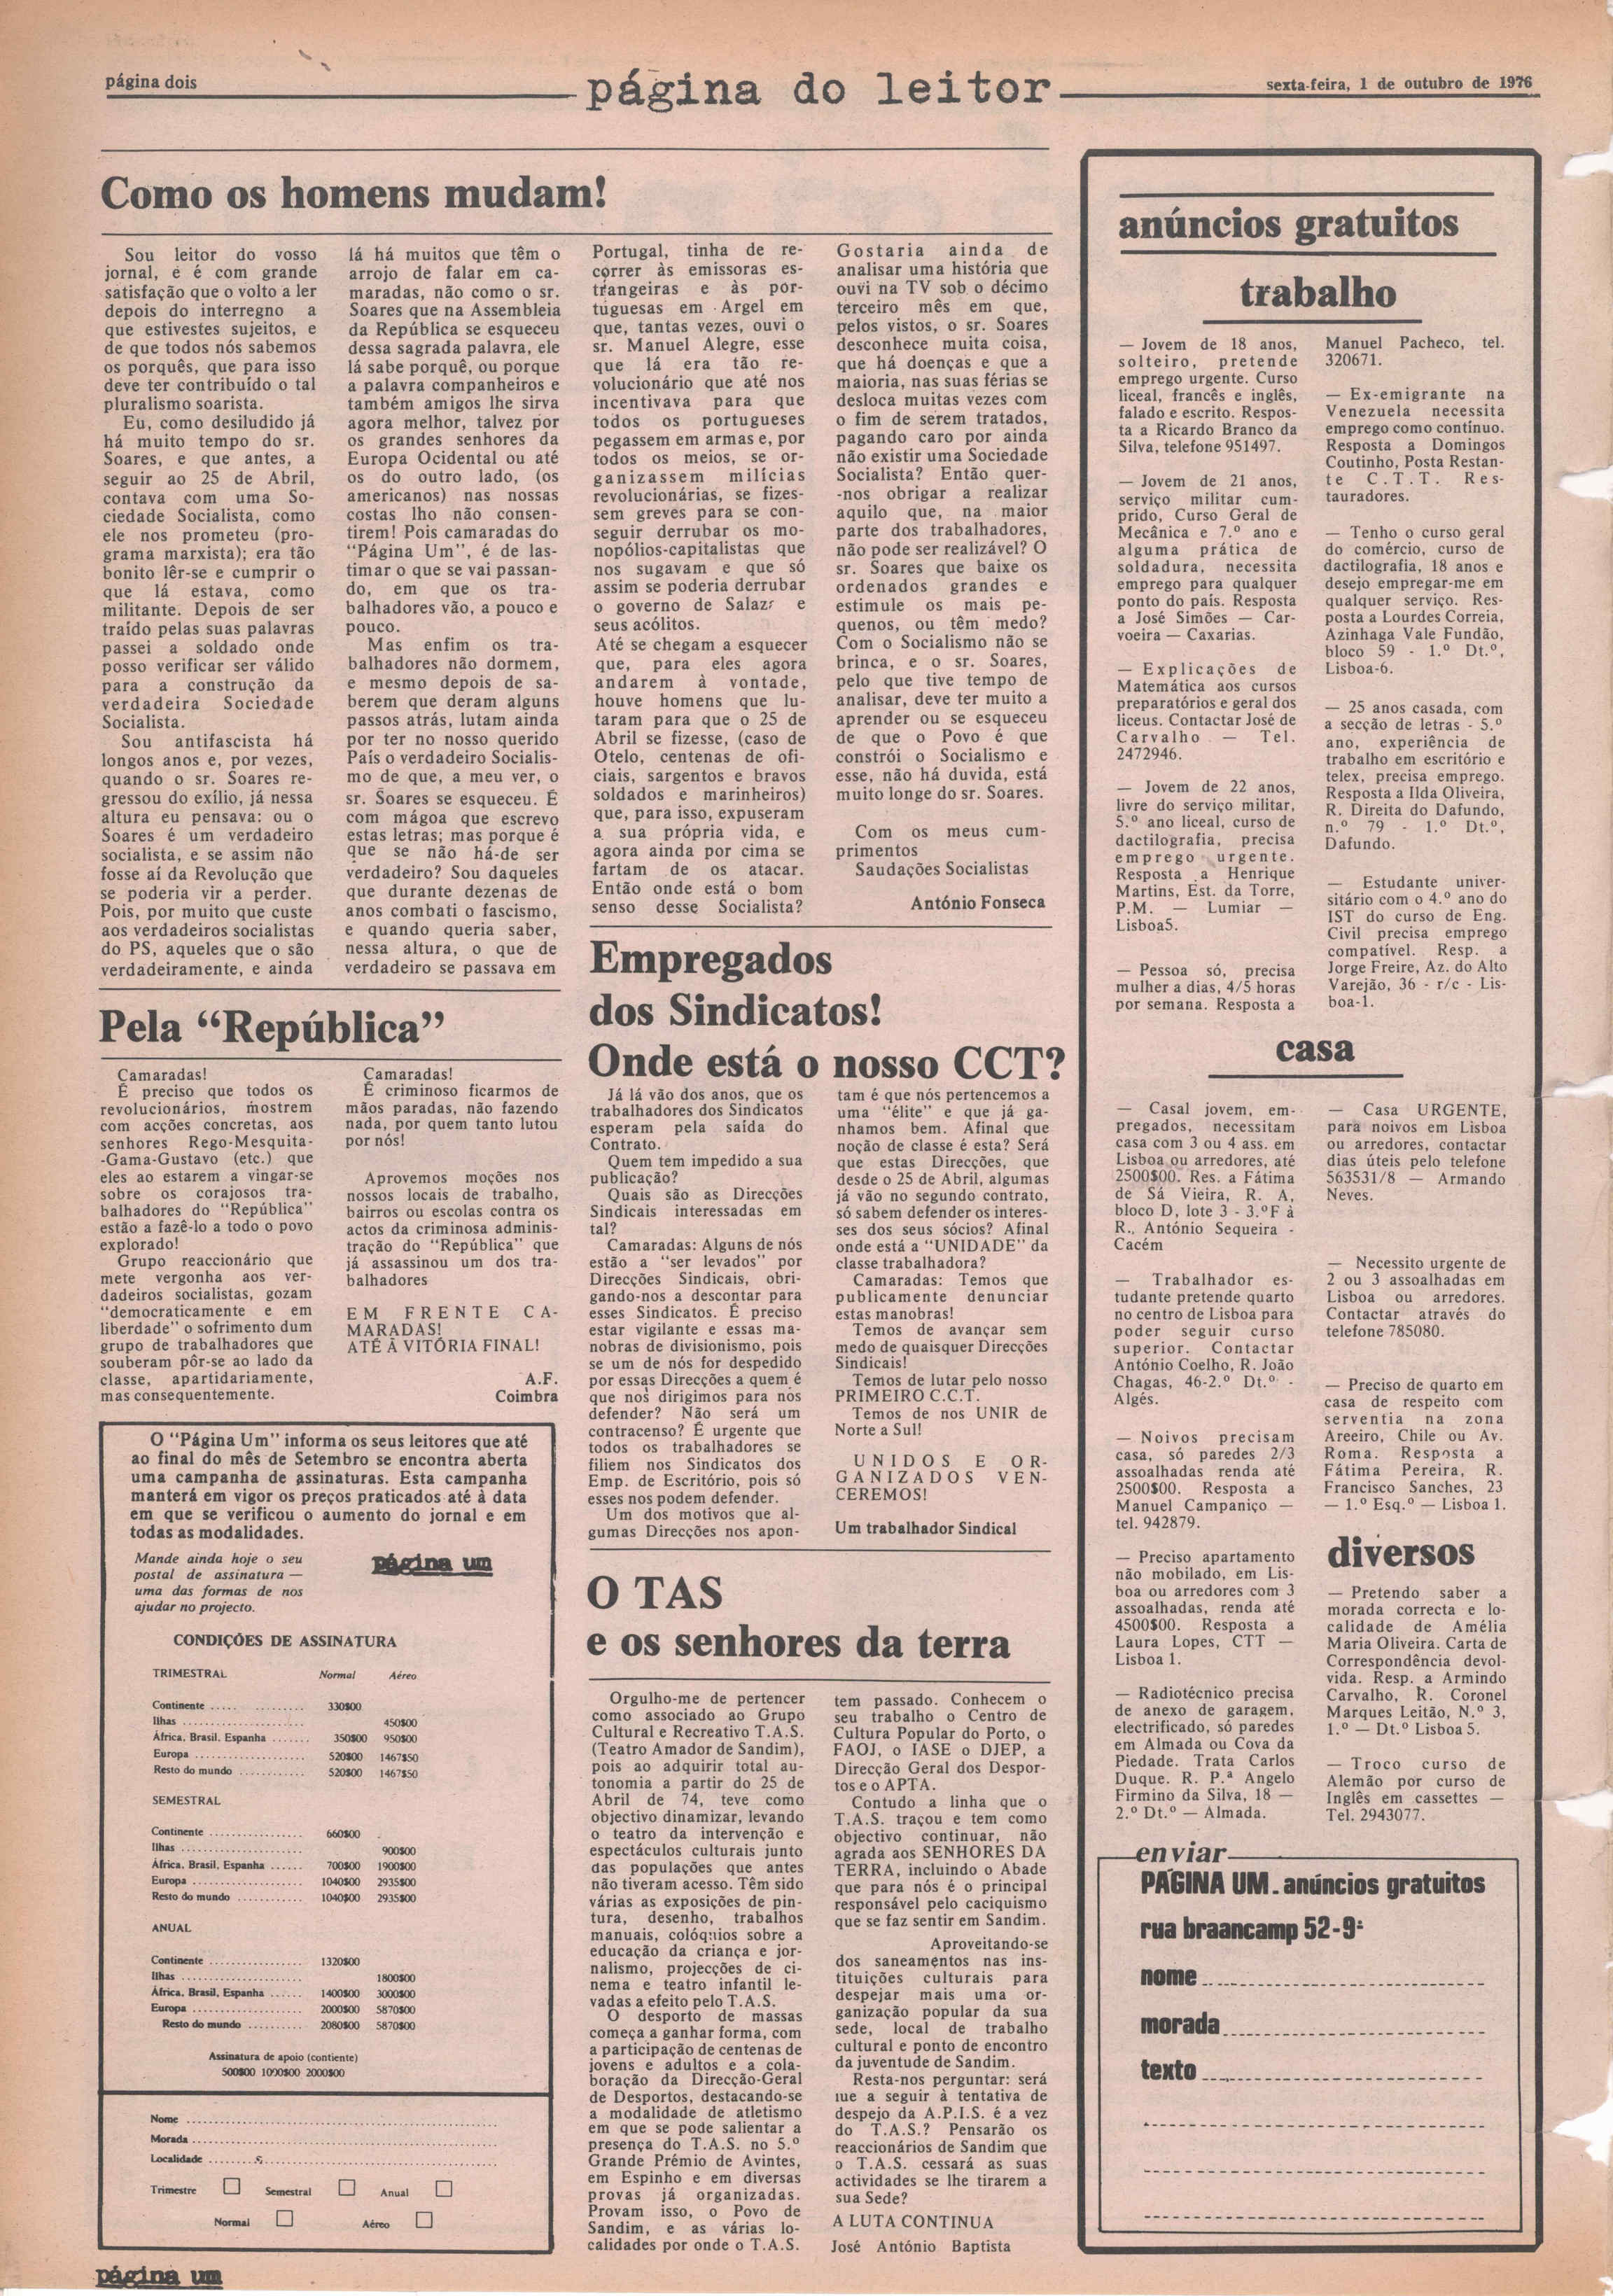 página dois
página do leitor
sexta-feira, 1 de outubro de 1976
Como os homens mudam!
Sou leitor do vosso
jornal, e é com grande
satisfação que o volto a ler
depois do interregno a
que estivestes sujeitos, e
de que todos nós sabemos
os porquês, que para isso
deve ter contribuído o tal
pluralismo soarista.
Eu, como desiludido já
há muito tempo do sr.
Soares, e que antes, a
seguir ao 25 de Abril,
contava com uma So-
ciedade Socialista, como
ele nos prometeu (pro-
grama marxista); era tão
bonito lêr-se e cumprir o
que lá estava, como
militante. Depois de ser
traído pelas suas palavras
passei a soldado onde
posso verificar ser válido
para a construção da
verdadeira Sociedade
Socialista.
Sou antifascista há
longos anos e, por vezes,
quando o sr. Soares re-
gressou do exílio, já nessa
altura eu pensava: ou o
Soares é um verdadeiro
socialista, e se assim não
fosse aí da Revolução que
se poderia vir a perder.
Pois, por muito que custe
aos verdadeiros socialistas
do PS, aqueles que o são
verdadeiramente, e ainda
lá há muitos que têm o
arrojo de falar em ca-
maradas, não como o sr.
Soares que na Assembleia
da República se esqueceu
dessa sagrada palavra, ele
lá sabe porquê, ou porque
a palavra companheiros e
também amigos lhe sirva
agora melhor, talvez por
os grandes senhores da
Europa Ocidental ou até
os do outro lado, (os
americanos) nas nossas
costas lho não consen-
tirem! Pois camaradas do
"Página Um", é de las-
timar o que se vai passan-
do, em que os tra-
balhadores vão, a pouco e
pouco.
Mas enfim os tra-
balhadores não dormem,
e mesmo depois de sa-
berem que deram alguns
passos atrás, lutam ainda
por ter no nosso querido
País o verdadeiro Socialis-
mo de que, a meu ver, o
sr. Soares se esqueceu. É
com mágoa que escrevo
estas letras; mas porque é
que se não há-de ser
verdadeiro? Sou daqueles
que durante dezenas de
anos combati o fascismo,
e quando queria saber,
nessa altura, o que de
verdadeiro se passava em
Portugal, tinha de re-
correr às emissoras es-
trangeiras e às por-
tuguesas em Argel em
que, tantas vezes, ouvi o
sr. Manuel Alegre, esse
que lá era tão re-
volucionário que até nos
incentivava para que
todos os portugueses
pegassem em armas e, por
todos os meios, se or-
ganizassem milícias
revolucionárias, se fizes-
sem greves para se con-
seguir derrubar os mo-
nopólios-capitalistas que
nos sugavam e que só
assim se poderia derrubar
o governo de Salazr e
seus acólitos.
Até se chegam a esquecer
que, para eles agora
andarem à vontade,
houve homens que lu-
taram para que o 25 de
Abril se fizesse, (caso de
Otelo, centenas de ofi-
ciais, sargentos e bravos
soldados e marinheiros)
que, para isso, expuseram
a sua própria vida, e
agora ainda por cima se
fartam de os atacar.
Então onde está o bom
senso desse Socialista?
Gostaria ainda de
analisar uma história que
ouvi na TV sob o décimo
terceiro mês em que,
pelos vistos, o sr. Soares
desconhece muita coisa,
que há doenças e que a
maioria, nas suas férias se
desloca muitas vezes com
o fim de serem tratados,
pagando caro por ainda
não existir uma Sociedade
Socialista? Então quer-
-nos obrigar a realizar
aquilo que, na maior
parte dos trabalhadores,
não pode ser realizável? O
sr. Soares que baixe os
ordenados grandes e
estimule os mais pe-
quenos, ou têm medo?
Com o Socialismo não se
brinca, e o sr. Soares,
pelo que tive tempo de
analisar, deve ter muito a
aprender ou se esqueceu
de que o Povo é que
constrói o Socialismo e
esse, não há duvida, está
muito longe do sr. Soares.
Com os meus cum-
primentos
Saudações Socialistas
António Fonseca
Pela "República"
Camaradas!
É preciso que todos os
revolucionários, mostrem
com acções concretas, aos
senhores Rego-Mesquita-
-Gama-Gustavo (etc.) que
eles ao estarem a vingar-se
sobre os corajosos tra-
balhadores do "República"
estão a fazê-lo a todo o povo
explorado!
Grupo reaccionário que
mete vergonha aos ver-
dadeiros socialistas, gozam
"democraticamente e em
liberdade" o sofrimento dum
grupo de trabalhadores que
souberam pôr-se ao lado da
classe, apartidariamente,
mas consequentemente.
Camaradas!
É criminoso ficarmos de
mãos paradas, não fazendo
nada, por quem tanto lutou
por nós!
Aprovemos moções nos
nossos locais de trabalho,
bairros ou escolas contra os
actos da criminosa adminis-
tração do "República" que
já assassinou um dos tra-
balhadores
EM FRENTE CA-
MARADAS!
ATÉ À VITÓRIA FINAL!
A.F.
Coimbra
O "Página Um" informa os seus leitores que até
ao final do mês de Setembro se encontra aberta
uma campanha de assinaturas. Esta campanha
manterá em vigor os preços praticados até à data
em que se verificou o aumento do jornal e em
todas as modalidades.
Mande ainda hoje o seu
postal de assinatura —
uma das formas de nos
ajudar no projecto.
página um
CONDIÇÕES DE ASSINATURA
TRIMESTRAL Normal Aéreo
Continente ..... ......... 330$00
Ilhas ........................ 450$00
África, Brasil, Espanha ....... 350$00 950$00
Europa ..................... 520$00 1467$50
Resto do mundo ............ 520$00 1467$50
SEMESTRAL
Continente ................. 660$00
Ilhas ........................ 900$00
África, Brasil, Espanha ...... 700$00 1900$00
Europa ..................... 1040$00 2935$00
Resto do mundo ............ 1040$00 2935$00
ANUAL
Continente ................. 1320$00
Ilhas ........................ 1800$00
África, Brasil, Espanha ...... 1400$00 3000$00
Europa ..................... 2000$00 5870$00
Resto do mundo .......... 2080$00 5870$00
Assinatura de apoio (contiente)
500$00 1000$00 2000$00
Nome ................
Morada ................
Localidade ................
Trimestre Semestral Anual
Normal Aéreo
página um
Empregados
dos Sindicatos!
Onde está o nosso CCT?
Já lá vão dos anos, que os
trabalhadores dos Sindicatos
esperam pela saída do
Contrato.
Quem tem impedido a sua
publicação?
Quais são as Direcções
Sindicais interessadas em
tal?
Camaradas: Alguns de nós
estão a "ser levados" por
Direcções Sindicais, obri-
gando-nos a descontar para
esses Sindicatos. É preciso
estar vigilante e essas ma-
nobras de divisionismo, pois
se um de nós for despedido
por essas Direcções a quem é
que nos dirigimos para nos
defender? Não será um
contracenso? É urgente que
todos os trabalhadores se
filiem nos Sindicatos dos
Emp. de Escritório, pois só
esses nos podem defender.
Um dos motivos que al-
gumas Direcções nos apon-
tam é que nós pertencemos a
uma "élite" e que já ga-
nhamos bem. Afinal que
noção de classe é esta? Será
que estas Direcções, que
desde o 25 de Abril, algumas
já vão no segundo contrato,
só sabem defender os interes-
ses dos seus sócios? Afinal
onde está a "UNIDADE" da
classe trabalhadora?
Camaradas: Temos que
publicamente denunciar
estas manobras!
Temos de avançar sem
medo de quaisquer Direcções
Sindicais!
Temos de lutar pelo nosso
PRIMEIRO C.C.T.
Temos de nos UNIR de
Norte a Sul!
UNIDOS E OR-
GANIZADOS VEN-
CEREMOS!
Um trabalhador Sindical
O TAS
e os senhores da terra
Orgulho-me de pertencer
como associado ao Grupo
Cultural e Recreativo T.A.S.
(Teatro Amador de Sandim),
pois ao adquirir total au-
tonomia a partir do 25 de
Abril de 74, teve como
objectivo dinamizar, levando
o teatro da intervenção e
espectáculos culturais junto
das populações que antes
não tiveram acesso. Têm sido
várias as exposições de pin-
tura, desenho, trabalhos
manuais, colóquios sobre a
educação da criança e jor-
nalismo, projecções de ci-
nema e teatro infantil le-
vadas a efeito pelo T.A.S.
O desporto de massas
começa a ganhar forma, com
a participação de centenas de
jovens e adultos e a cola-
boração da Direcção-Geral
de Desportos, destacando-se
a modalidade de atletismo
em que se pode salientar a
presença do T.A.S. no 5.º
Grande Prémio de Avintes,
em Espinho e em diversas
provas já organizadas.
Provam isso, o Povo de
Sandim, e as várias lo-
calidades por onde o T.A.S.
tem passado. Conhecem o
seu trabalho o Centro de
Cultura Popular do Porto, o
FAOJ, o IASE o DJEP, a
Direcção Geral dos Despor-
tos e o APTA.
Contudo a linha que o
T.A.S. traçou e tem como
objectivo continuar, não
agrada aos SENHORES DA
TERRA, incluindo o Abade
que para nós é o principal
responsável pelo caciquismo
que se faz sentir em Sandim.
Aproveitando-se
dos saneamentos nas ins-
tituições culturais para
despejar mais uma or-
ganização popular da sua
sede, local de trabalho
cultural e ponto de encontro
da juventude de Sandim.
Resta-nos perguntar: será
que a seguir à tentativa de
despejo da A.P.I.S. é a vez
do T.A.S.? Pensarão os
reaccionários de Sandim que
o T.A.S. cessará as suas
actividades se lhe tirarem a
sua Sede?
A LUTA CONTINUA
José António Baptista
anúncios gratuitos
trabalho
— Jovem de 18 anos,
solteiro, pretende
emprego urgente. Curso
liceal, francês e inglês,
falado e escrito. Respos-
ta a Ricardo Branco da
Silva, telefone 951497.
— Jovem de 21 anos,
serviço militar cum-
prido, Curso Geral de
Mecânica e 7.º ano e
alguma prática de
soldadura, necessita
emprego para qualquer
ponto do país. Resposta
a José Simões — Car-
voeira — Caxarias.
— Explicações de
Matemática aos cursos
preparatórios e geral dos
liceus. Contactar José de
Carvalho — Tel.
2472946.
— Jovem de 22 anos,
livre do serviço militar,
5.º ano liceal, curso de
dactilografia, precisa
emprego urgente.
Resposta a Henrique
Martins, Est. da Torre,
P.M. — Lumiar —
Lisboa5.
— Pessoa só, precisa
mulher a dias, 4/5 horas
por semana. Resposta a
Manuel Pacheco, tel.
320671.
— Ex-emigrante na
Venezuela necessita
emprego como contínuo.
Resposta a Domingos
Coutinho, Posta Restan-
te C.T.T. Res-
tauradores.
— Tenho o curso geral
do comércio, curso de
dactilografia, 18 anos e
desejo empregar-me em
qualquer serviço. Res-
posta a Lourdes Correia,
Azinhaga Vale Fundão,
bloco 59 - 1.º Dt.º,
Lisboa-6.
— 25 anos casada, com
a secção de letras - 5.º
ano, experiência de
trabalho em escritório e
telex, precisa emprego.
Resposta a Ilda Oliveira,
R. Direita do Dafundo,
n.º 79 - 1.º Dt.º,
Dafundo.
— Estudante univer-
sitário com o 4.º ano do
IST do curso de Eng.
Civil precisa emprego
compatível. Resp. a
Jorge Freire, Az. do Alto
Varejão, 36 - r/c - Lis-
boa-1.
casa
— Casal jovem, em-
pregados, necessitam
casa com 3 ou 4 ass. em
Lisboa ou arredores, até
2500$00. Res. a Fátima
de Sá Vieira, R. A,
bloco D, lote 3 - 3.ºF à
R., António Sequeira -
Cacém
— Trabalhador es-
tudante pretende quarto
no centro de Lisboa para
poder seguir curso
superior. Contactar
António Coelho, R. João
Chagas, 46-2.º Dt.º -
Algés.
— Noivos precisam
casa, só paredes 2/3
assoalhadas renda até
2500$00. Resposta a
Manuel Campaniço —
tel. 942879.
— Preciso apartamento
não mobilado, em Lis-
boa ou arredores com 3
assoalhadas, renda até
4500$00. Resposta a
Laura Lopes, CTT —
Lisboa 1.
— Radiotécnico precisa
de anexo de garagem,
electrificado, só paredes
em Almada ou Cova da
Piedade. Trata Carlos
Duque. R. P.ª Angelo
Firmino da Silva, 18 —
2.º Dt.º — Almada.
— Casa URGENTE,
para noivos em Lisboa
ou arredores, contactar
dias úteis pelo telefone
563531/8 — Armando
Neves.
— Necessito urgente de
2 ou 3 assoalhadas em
Lisboa ou arredores.
Contactar através do
telefone 785080.
— Preciso de quarto em
casa de respeito com
serventia na zona
Areeiro, Chile ou Av.
Roma. Resposta a
Fátima Pereira, R.
Francisco Sanches, 23
— 1.º Esq.º — Lisboa 1.
diversos
— Pretendo saber a
morada correcta e lo-
calidade de Amélia
Maria Oliveira. Carta de
Correspondência devol-
vida. Resp. a Armindo
Carvalho, R. Coronel
Marques Leitão, N.º 3,
1.º — Dt.º Lisboa 5.
— Troco curso de
Alemão por curso de
Inglês em cassettes —
Tel. 2943077.
enviar
PÁGINA UM - anúncios gratuitos
rua braancamp 52-9º
nome
morada
texto